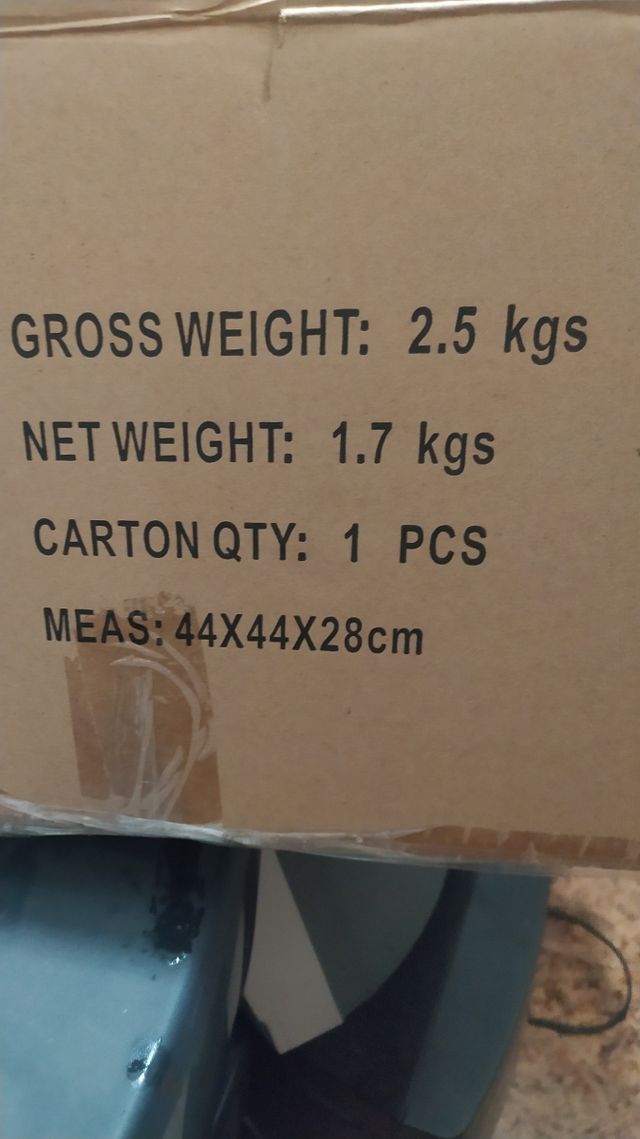 GROSS WEIGHT: 2.5 kgs
NET WEIGHT: 1.7 kgs
CARTON QTY: 1 PCS
MEAS: 44X44X28cm